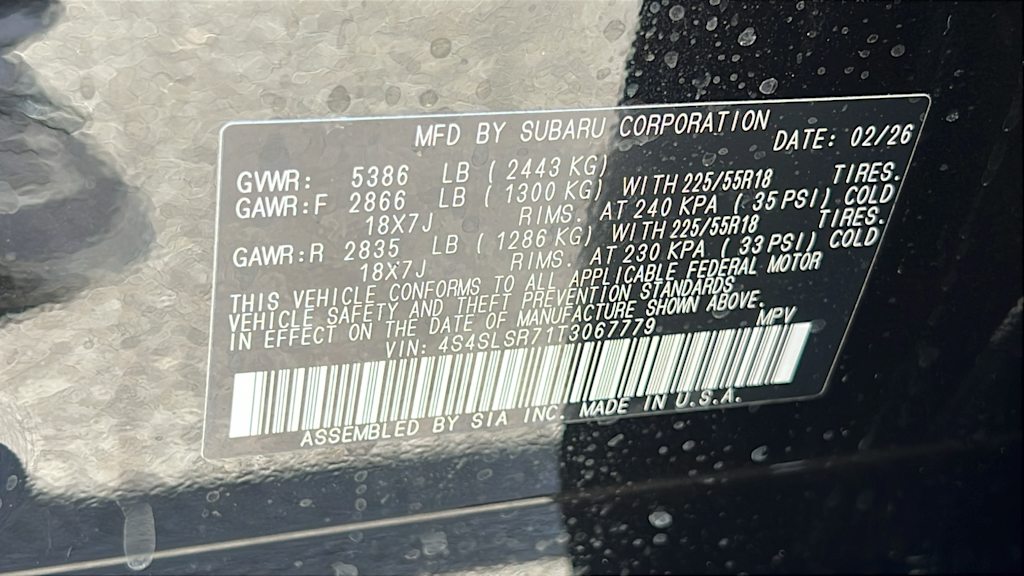 MFD BY SUBARU CORPORATION DATE: 02/26
GVWR: 5386 LB (2443 KG)
GAWR:F 2866 LB (1300 KG) WITH 225/55R18 TIRES.
18X7J RIMS. AT 240 KPA (35 PSI) COLD
GAWR:R 2835 LB (1286 KG) WITH 225/55R18 TIRES.
18X7J RIMS. AT 230 KPA (33 PSI) COLD
THIS VEHICLE CONFORMS TO ALL APPLICABLE FEDERAL MOTOR
VEHICLE SAFETY AND THEFT PREVENTION STANDARDS
IN EFFECT ON THE DATE OF MANUFACTURE SHOWN ABOVE.
VIN: 4S4SLSR71T3067779 MPV
ASSEMBLED BY SIA INC. MADE IN U.S.A.